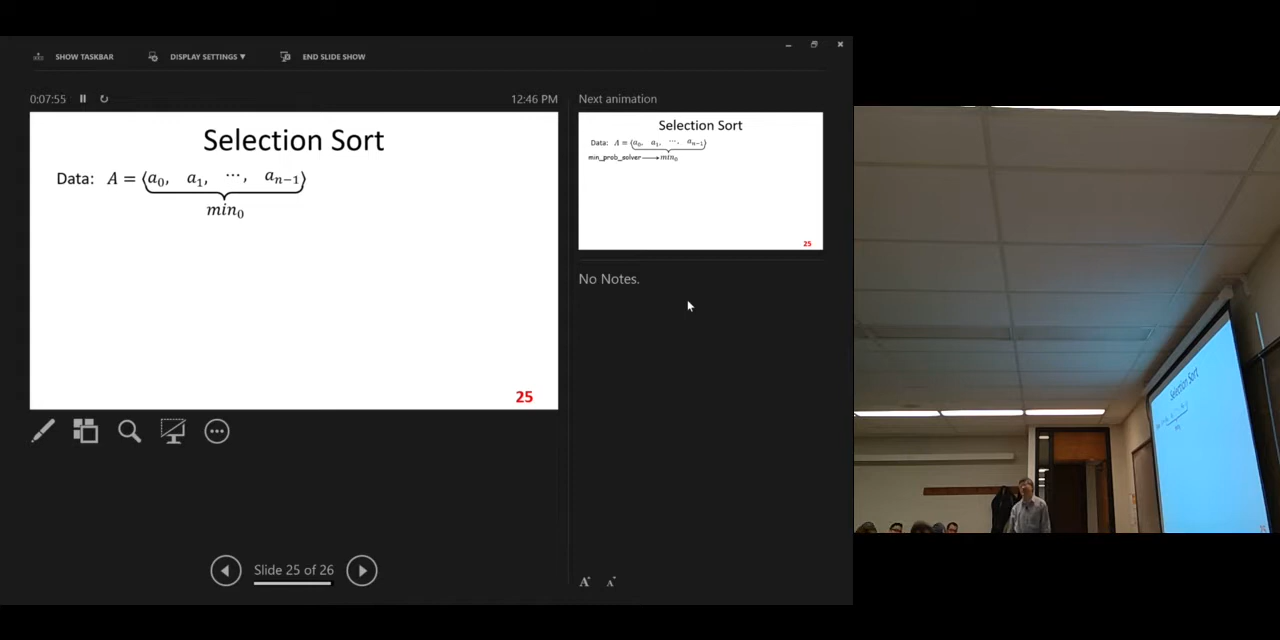 SHOW TASKBAR DISPLAY SETTINGS ▼ END SLIDE SHOW
0:07:55 12:46 PM
Selection Sort
Data: A = ⟨a₀, a₁, ⋯, aₙ₋₁⟩
min₀
25
Slide 25 of 26
Next animation
Selection Sort
Data: A = ⟨a₀, a₁, ⋯, aₙ₋₁⟩
min_prob_solver⟶min₀
25
No Notes.
A A
Selection Sort